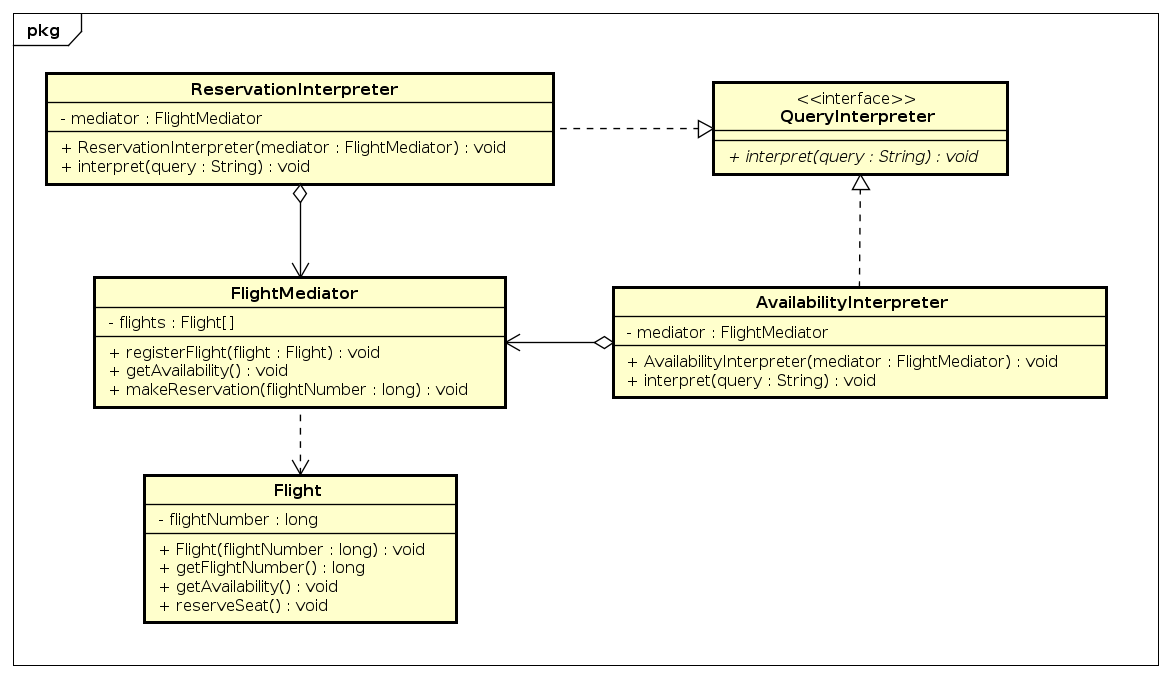 pkg
ReservationInterpreter
- mediator : FlightMediator
+ ReservationInterpreter(mediator : FlightMediator) : void
+ interpret(query : String) : void
<<interface>>
QueryInterpreter
+ interpret(query : String) : void
FlightMediator
- flights : Flight[]
+ registerFlight(flight : Flight) : void
+ getAvailability() : void
+ makeReservation(flightNumber : long) : void
AvailabilityInterpreter
- mediator : FlightMediator
+ AvailabilityInterpreter(mediator : FlightMediator) : void
+ interpret(query : String) : void
Flight
- flightNumber : long
+ Flight(flightNumber : long) : void
+ getFlightNumber() : long
+ getAvailability() : void
+ reserveSeat() : void